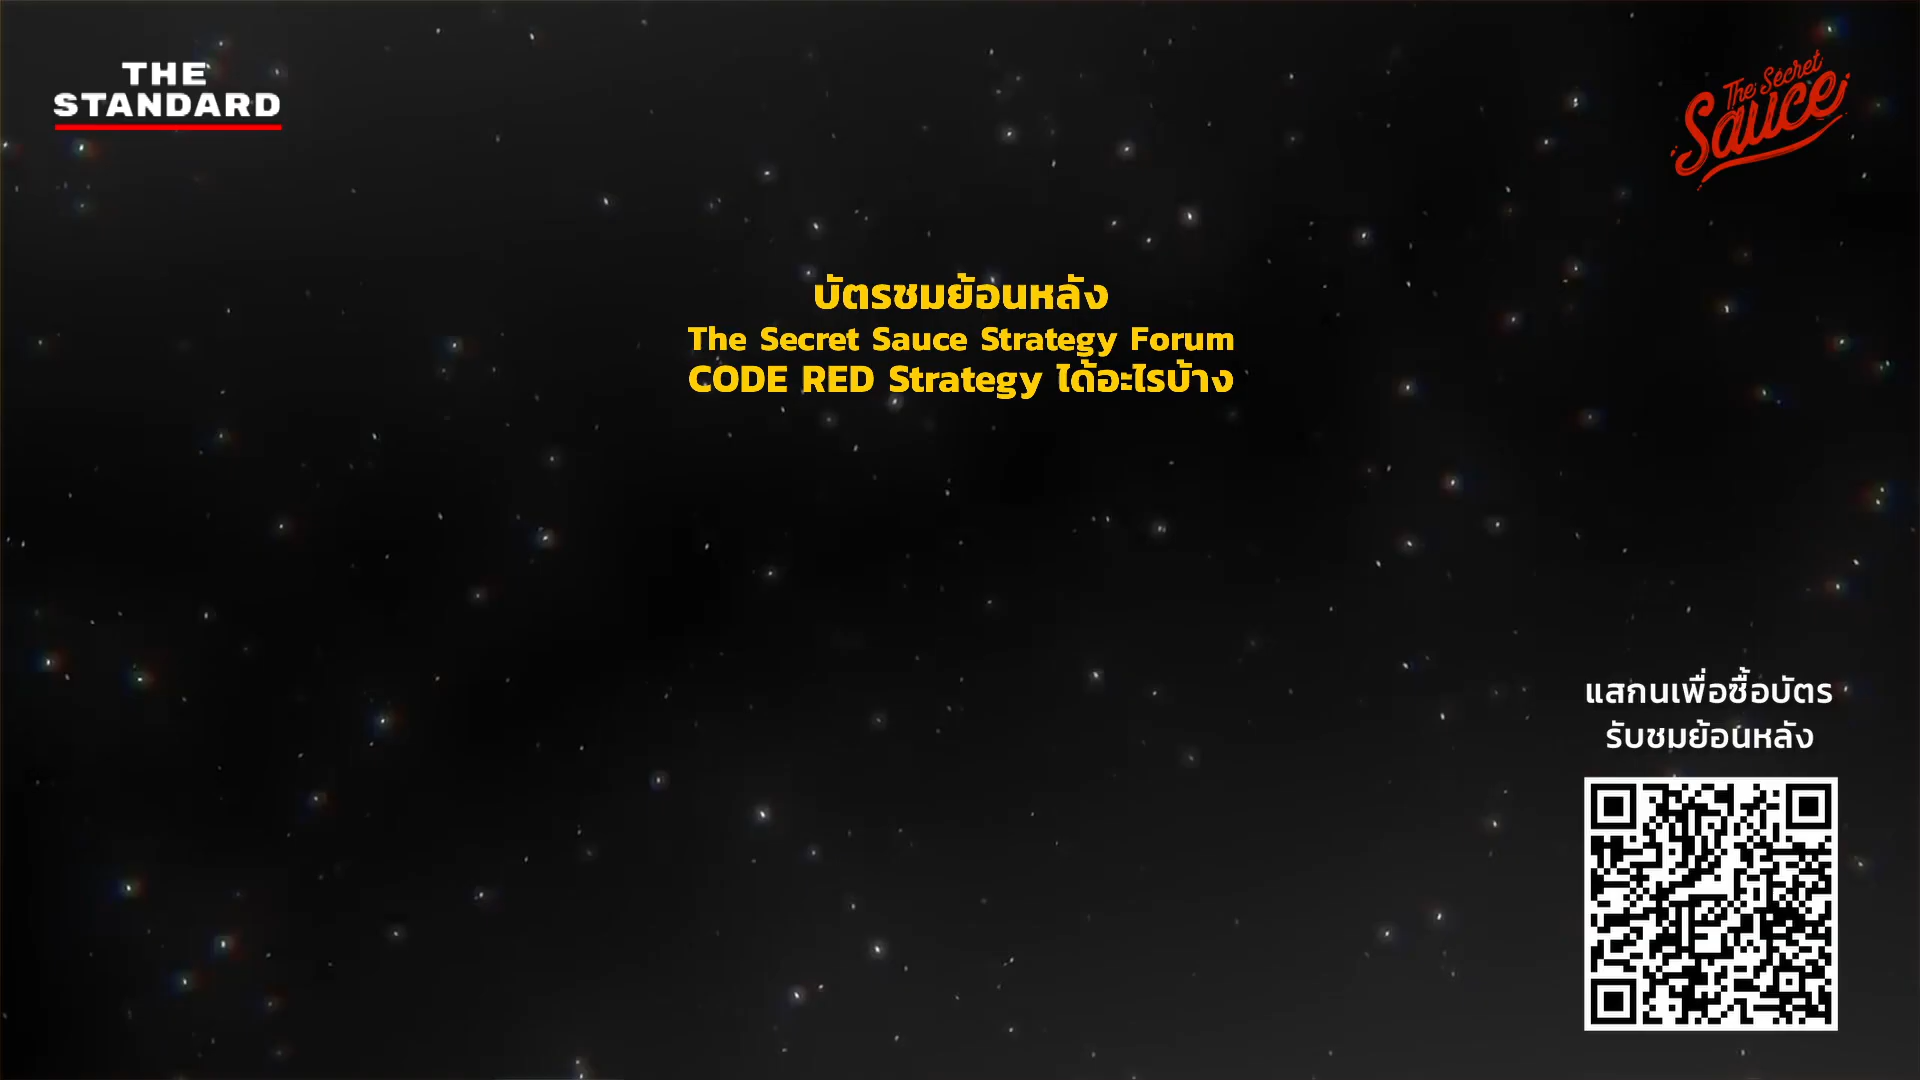 THE
STANDARD
The Secret
Sauce
บัตรชมย้อนหลัง
The Secret Sauce Strategy Forum
CODE RED Strategy ได้อะไรบ้าง
แสกนเพื่อซื้อบัตร
รับชมย้อนหลัง